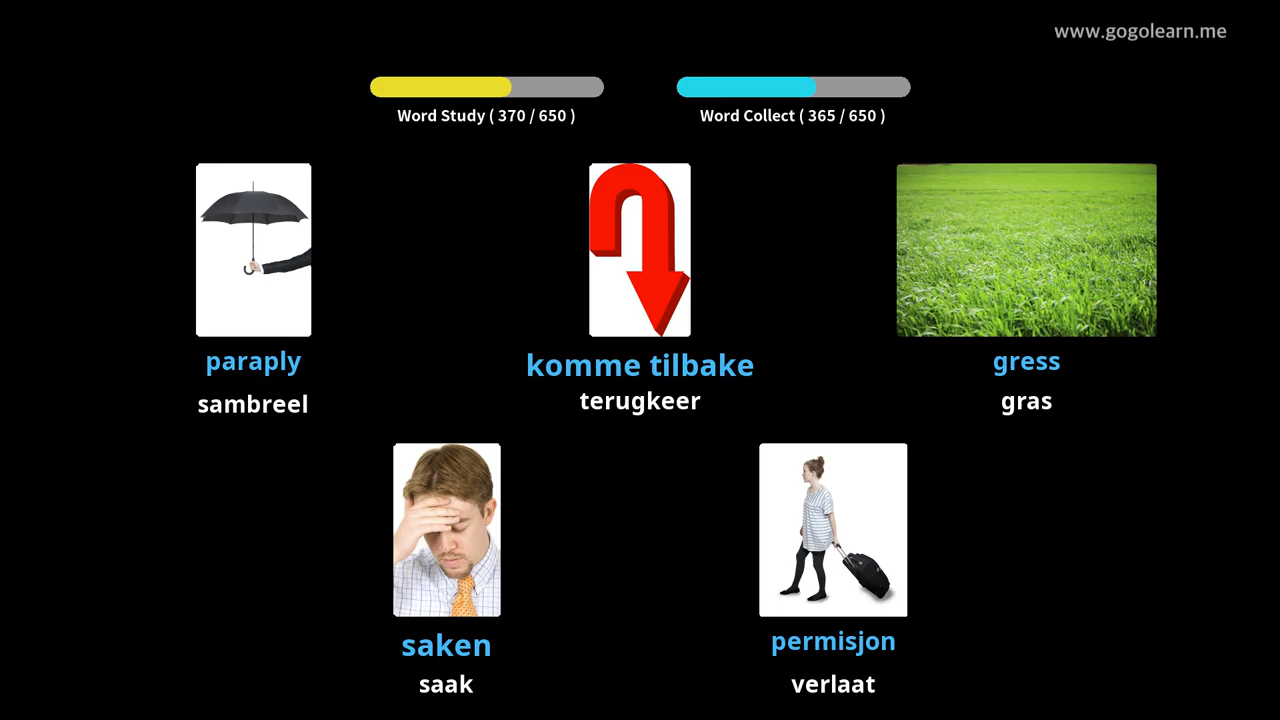 www.gogolearn.me
Word Study ( 370 / 650 )
Word Collect ( 365 / 650 )
paraply
sambreel
komme tilbake
terugkeer
gress
gras
saken
saak
permisjon
verlaat